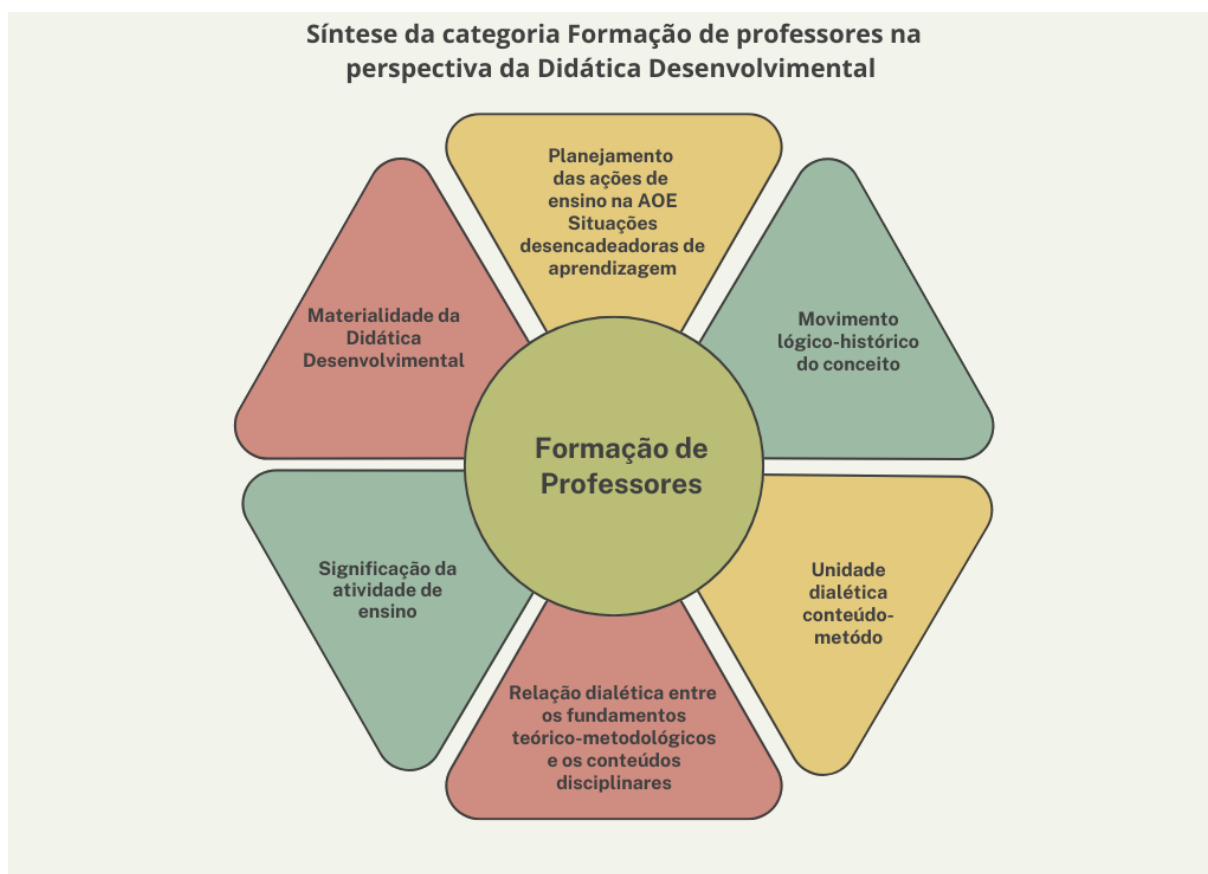 Síntese da categoria Formação de professores na
perspectiva da Didática Desenvolvimental
Planejamento
das ações de
ensino na AOE
Situações
desencadeadoras de
aprendizagem
Movimento
lógico-histórico
do conceito
Unidade
dialética
conteúdo-
metódo
Relação dialética entre
os fundamentos
teórico-metodológicos
e os conteúdos
disciplinares
Significação da
atividade de
ensino
Materialidade da
Didática
Desenvolvimental
Formação de
Professores